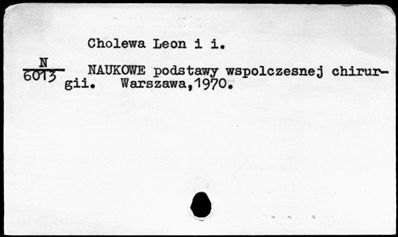 Cholewa Leon i i.
N
6013
NAUKOWE podstawy wspolczesnej chirur-
gii. Warszawa,1970.